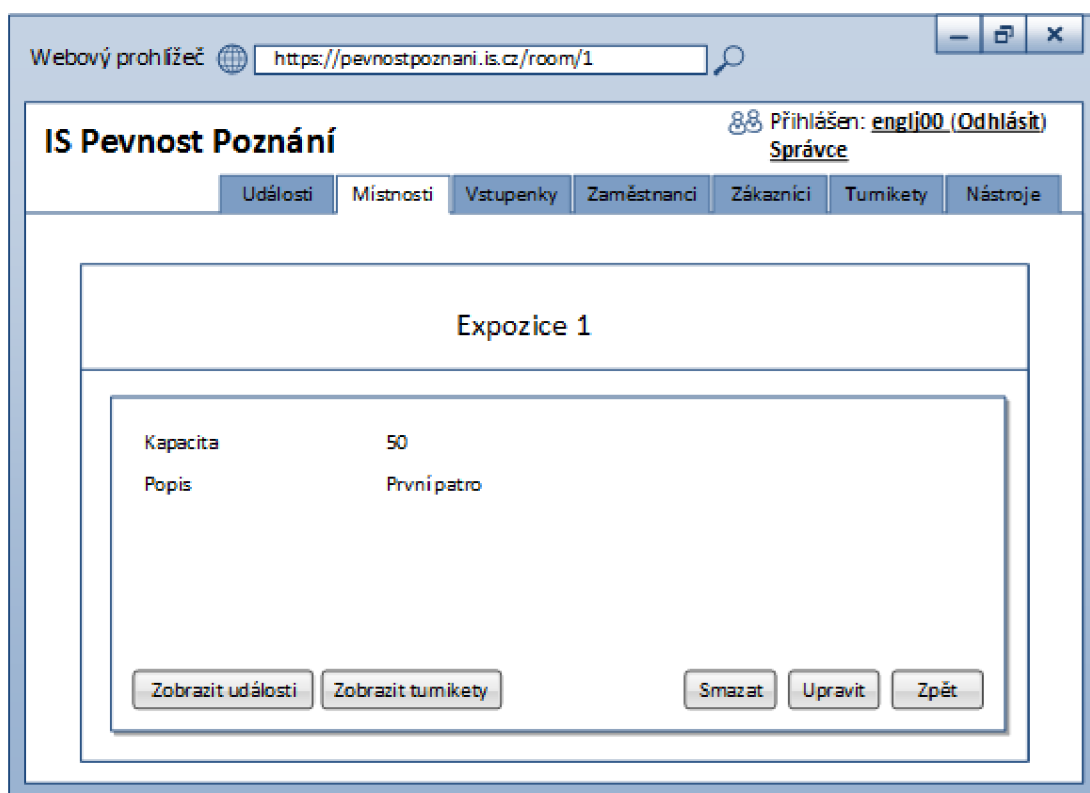 Webový prohlížeč https://pevnostpoznani.is.cz/room/1
IS Pevnost Poznání
Přihlášen: englj00 (Odhlásit)
Správce
Události Místnosti Vstupenky Zaměstnanci Zákazníci Turnikety Nástroje
Expozice 1
Kapacita 50
Popis První patro
Zobrazit události Zobrazit turnikety Smazat Upravit Zpět